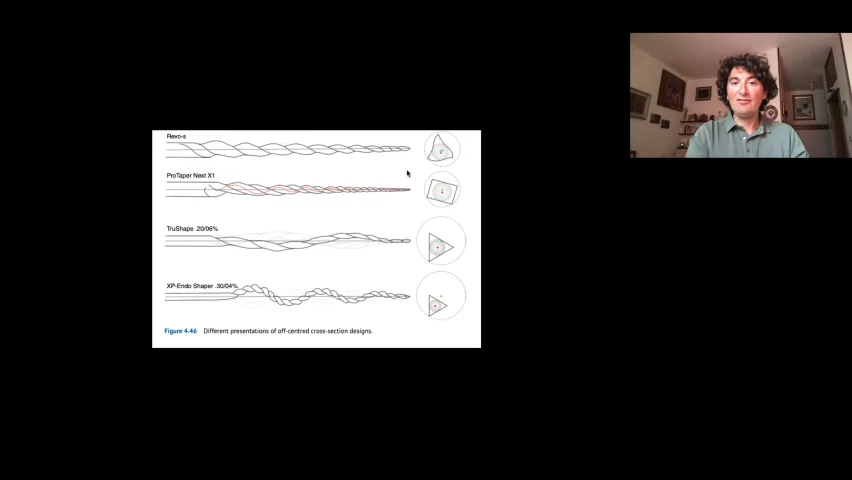 Revo-s
ProTaper Next X1
TruShape .20/06%
XP-Endo Shaper .30/04%
Figure 4.46 Different presentations of off-centred cross-section designs.